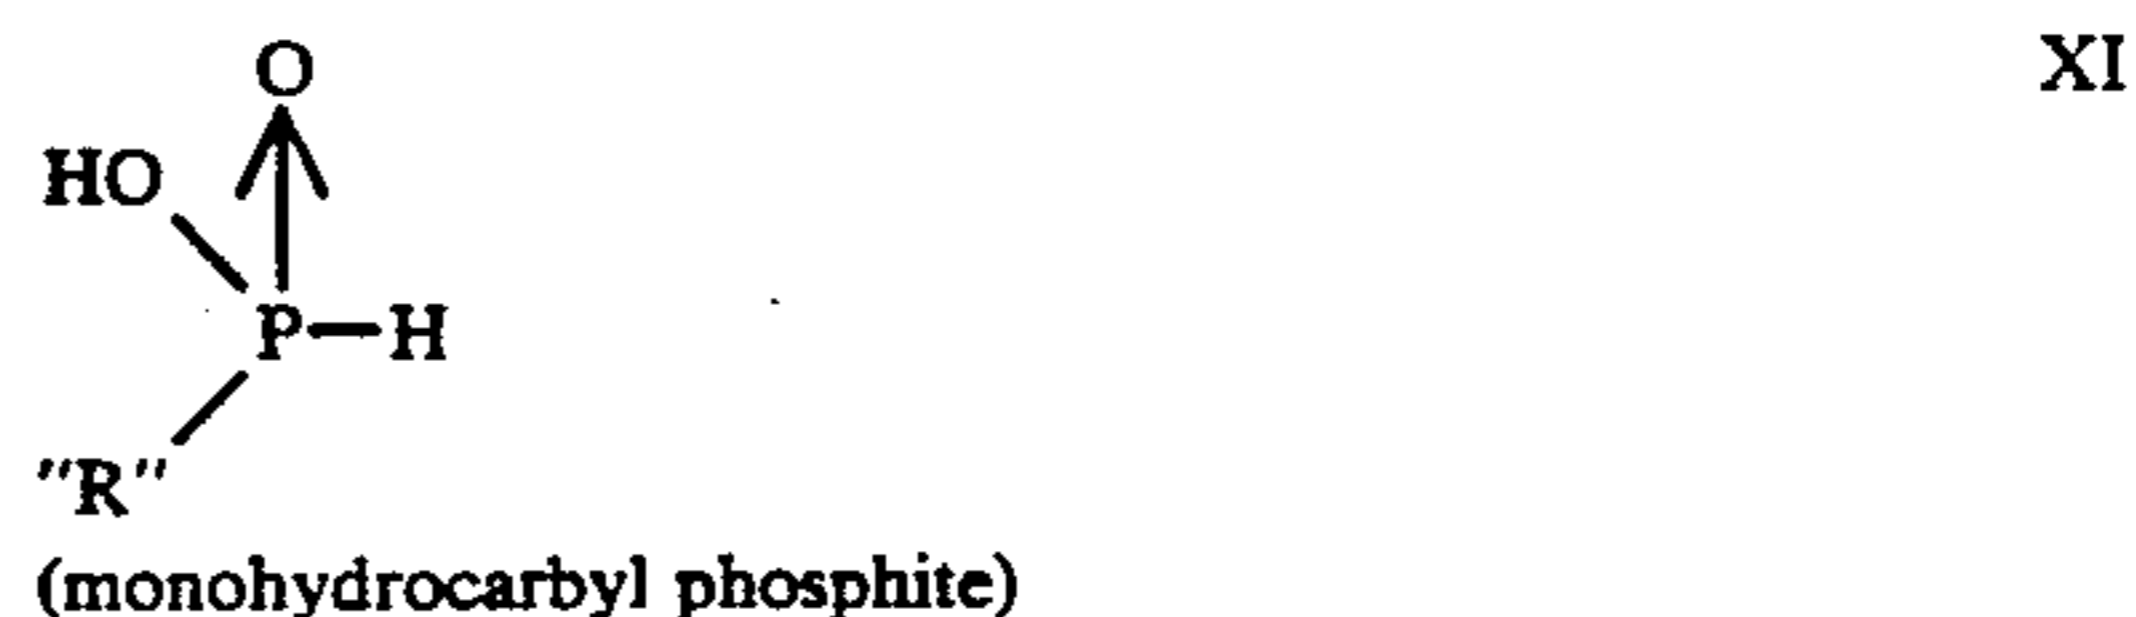 O XI
HO
P—H
"R"
(monohydrocarbyl phosphite)